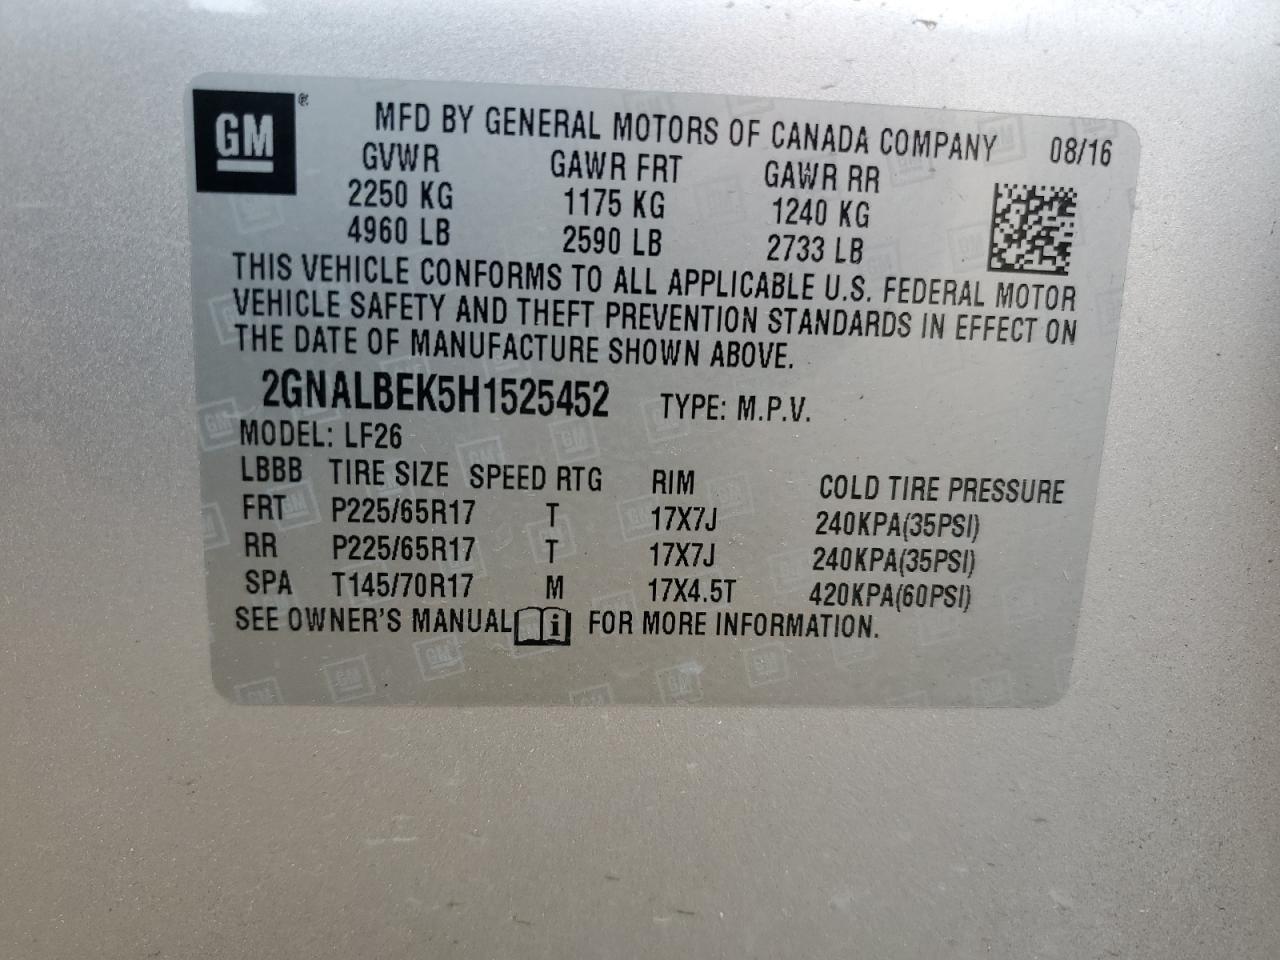 GM ®
MFD BY GENERAL MOTORS OF CANADA COMPANY 08/16
GVWR GAWR FRT GAWR RR
2250 KG 1175 KG 1240 KG
4960 LB 2590 LB 2733 LB
THIS VEHICLE CONFORMS TO ALL APPLICABLE U.S. FEDERAL MOTOR
VEHICLE SAFETY AND THEFT PREVENTION STANDARDS IN EFFECT ON
THE DATE OF MANUFACTURE SHOWN ABOVE.
2GNALBEK5H1525452 TYPE: M.P.V.
MODEL: LF26
LBBB TIRE SIZE SPEED RTG RIM COLD TIRE PRESSURE
FRT P225/65R17 T 17X7J 240KPA(35PSI)
RR P225/65R17 T 17X7J 240KPA(35PSI)
SPA T145/70R17 M 17X4.5T 420KPA(60PSI)
SEE OWNER'S MANUAL i FOR MORE INFORMATION.